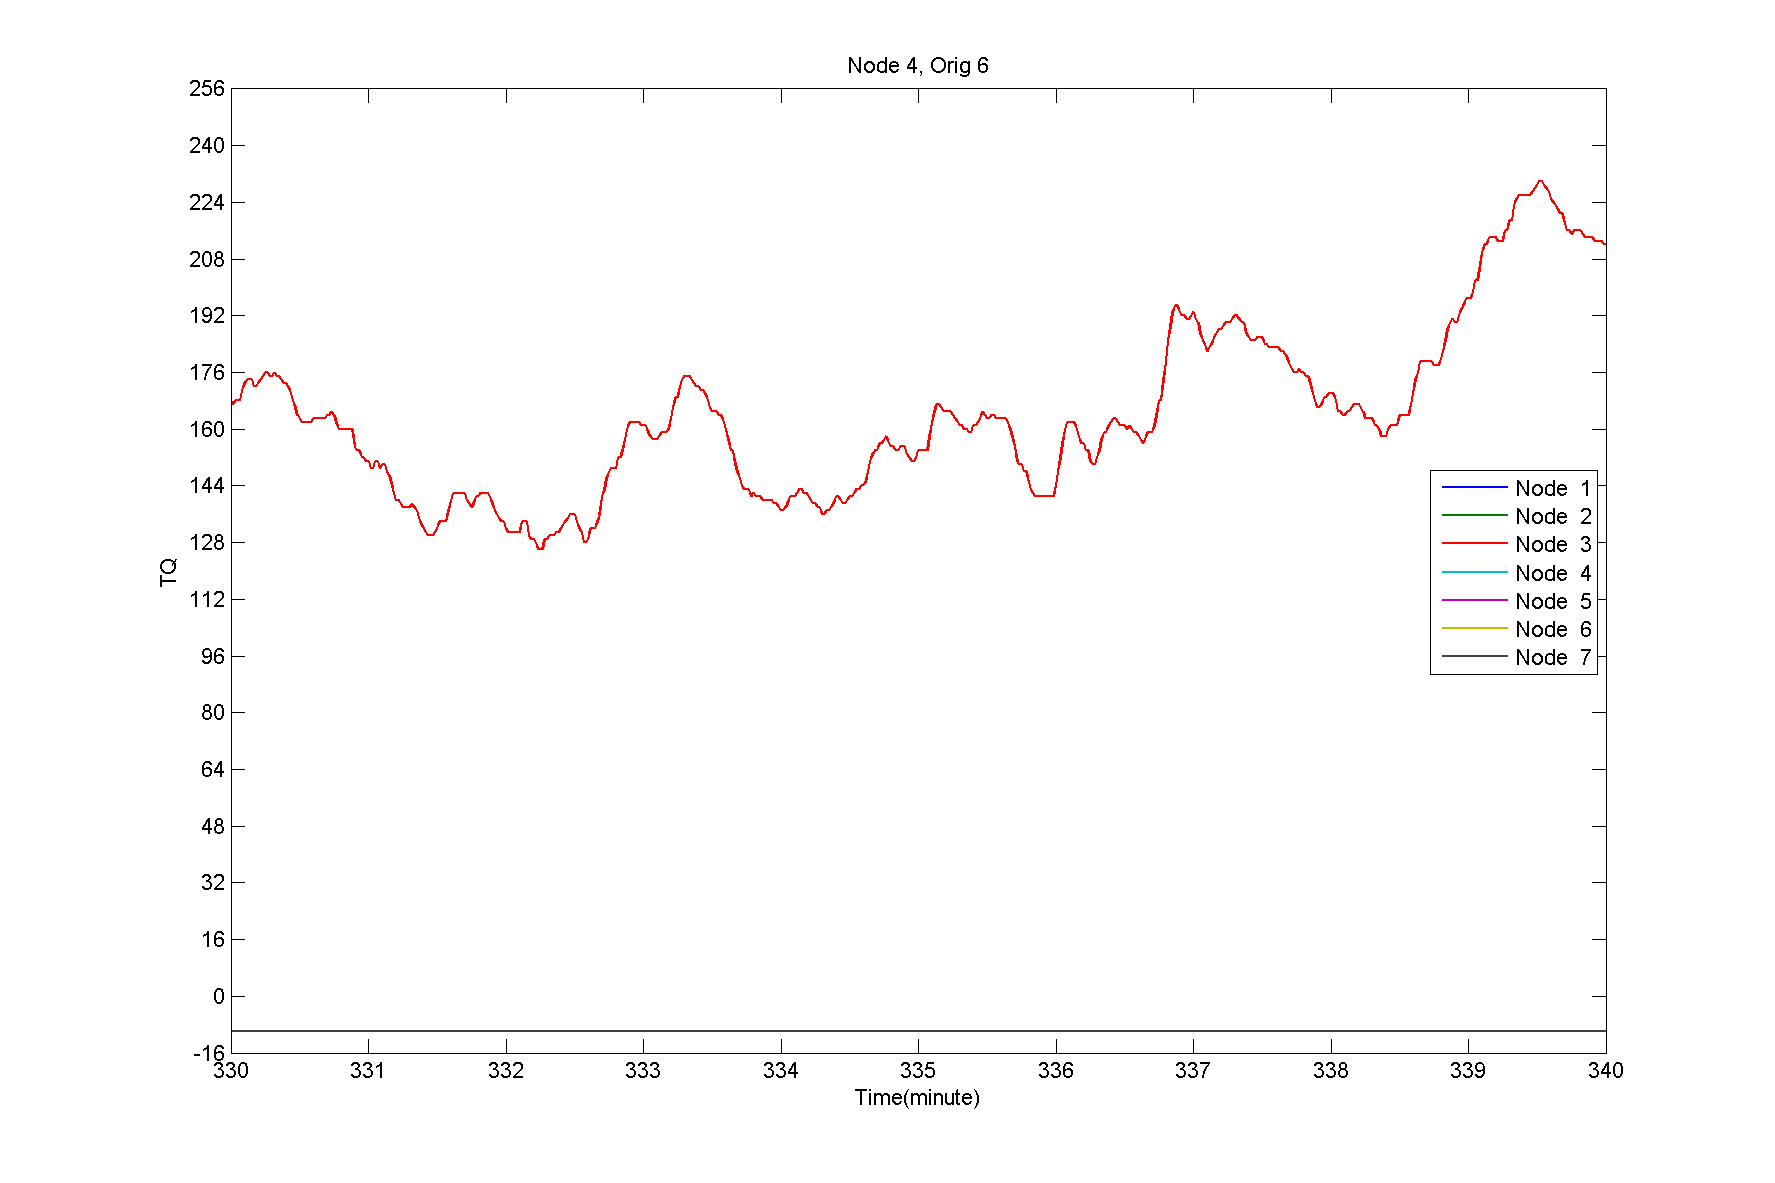 Node 4, Orig 6
256
240
224
208
192
176
160
144
128
112
96
80
64
48
32
16
0
-16
TQ
Node 1
Node 2
Node 3
Node 4
Node 5
Node 6
Node 7
330 331 332 333 334 335 336 337 338 339 340
Time(minute)